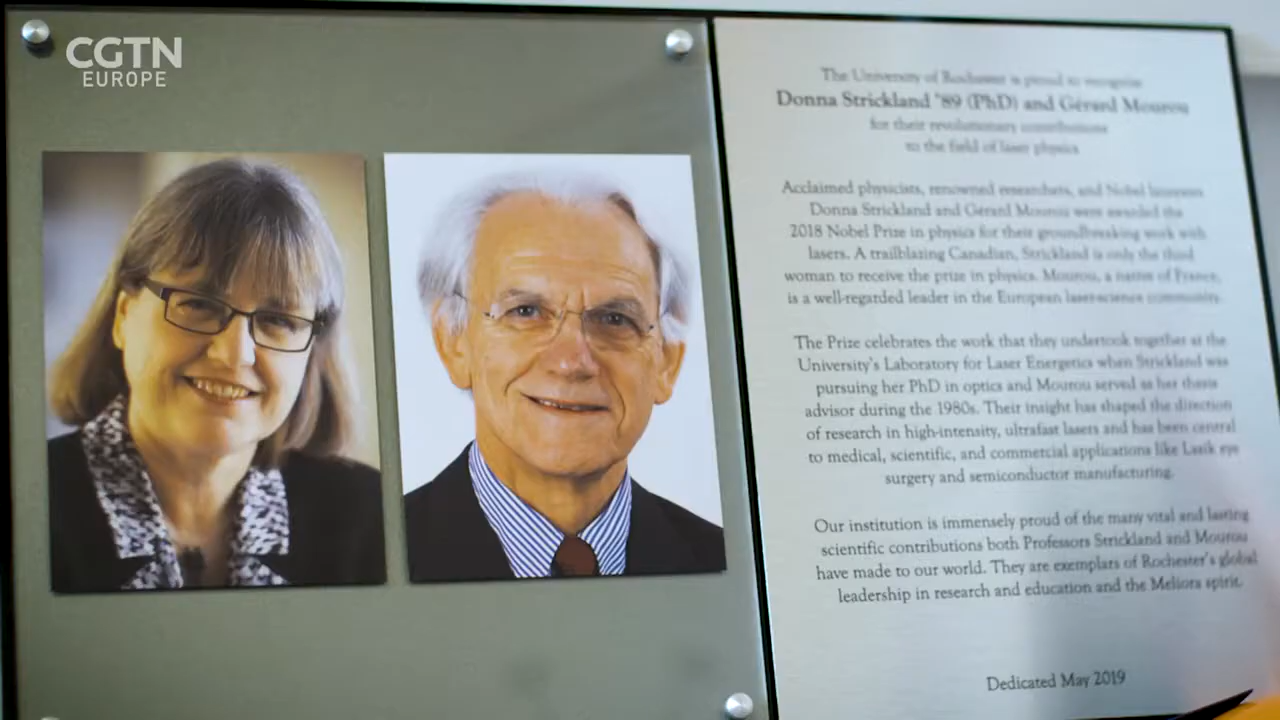 CGTN
EUROPE
The University of Rochester is proud to recognize
Donna Strickland '89 (PhD) and Gérard Mourou
for their revolutionary contributions
to the field of laser physics
Acclaimed physicists, renowned researchers, and Nobel laureates
Donna Strickland and Gérard Mourou were awarded the
2018 Nobel Prize in physics for their groundbreaking work with
lasers. A trailblazing Canadian, Strickland is only the third
woman to receive the prize in physics. Mourou, a native of France,
is a well-regarded leader in the European laser-science community.
The Prize celebrates the work that they undertook together at the
University's Laboratory for Laser Energetics when Strickland was
pursuing her PhD in optics and Mourou served as her thesis
advisor during the 1980s. Their insight has shaped the direction
of research in high-intensity, ultrafast lasers and has been central
to medical, scientific, and commercial applications like Lasik eye
surgery and semiconductor manufacturing.
Our institution is immensely proud of the many vital and lasting
scientific contributions both Professors Strickland and Mourou
have made to our world. They are exemplars of Rochester's global
leadership in research and education and the Meliora spirit.
Dedicated May 2019